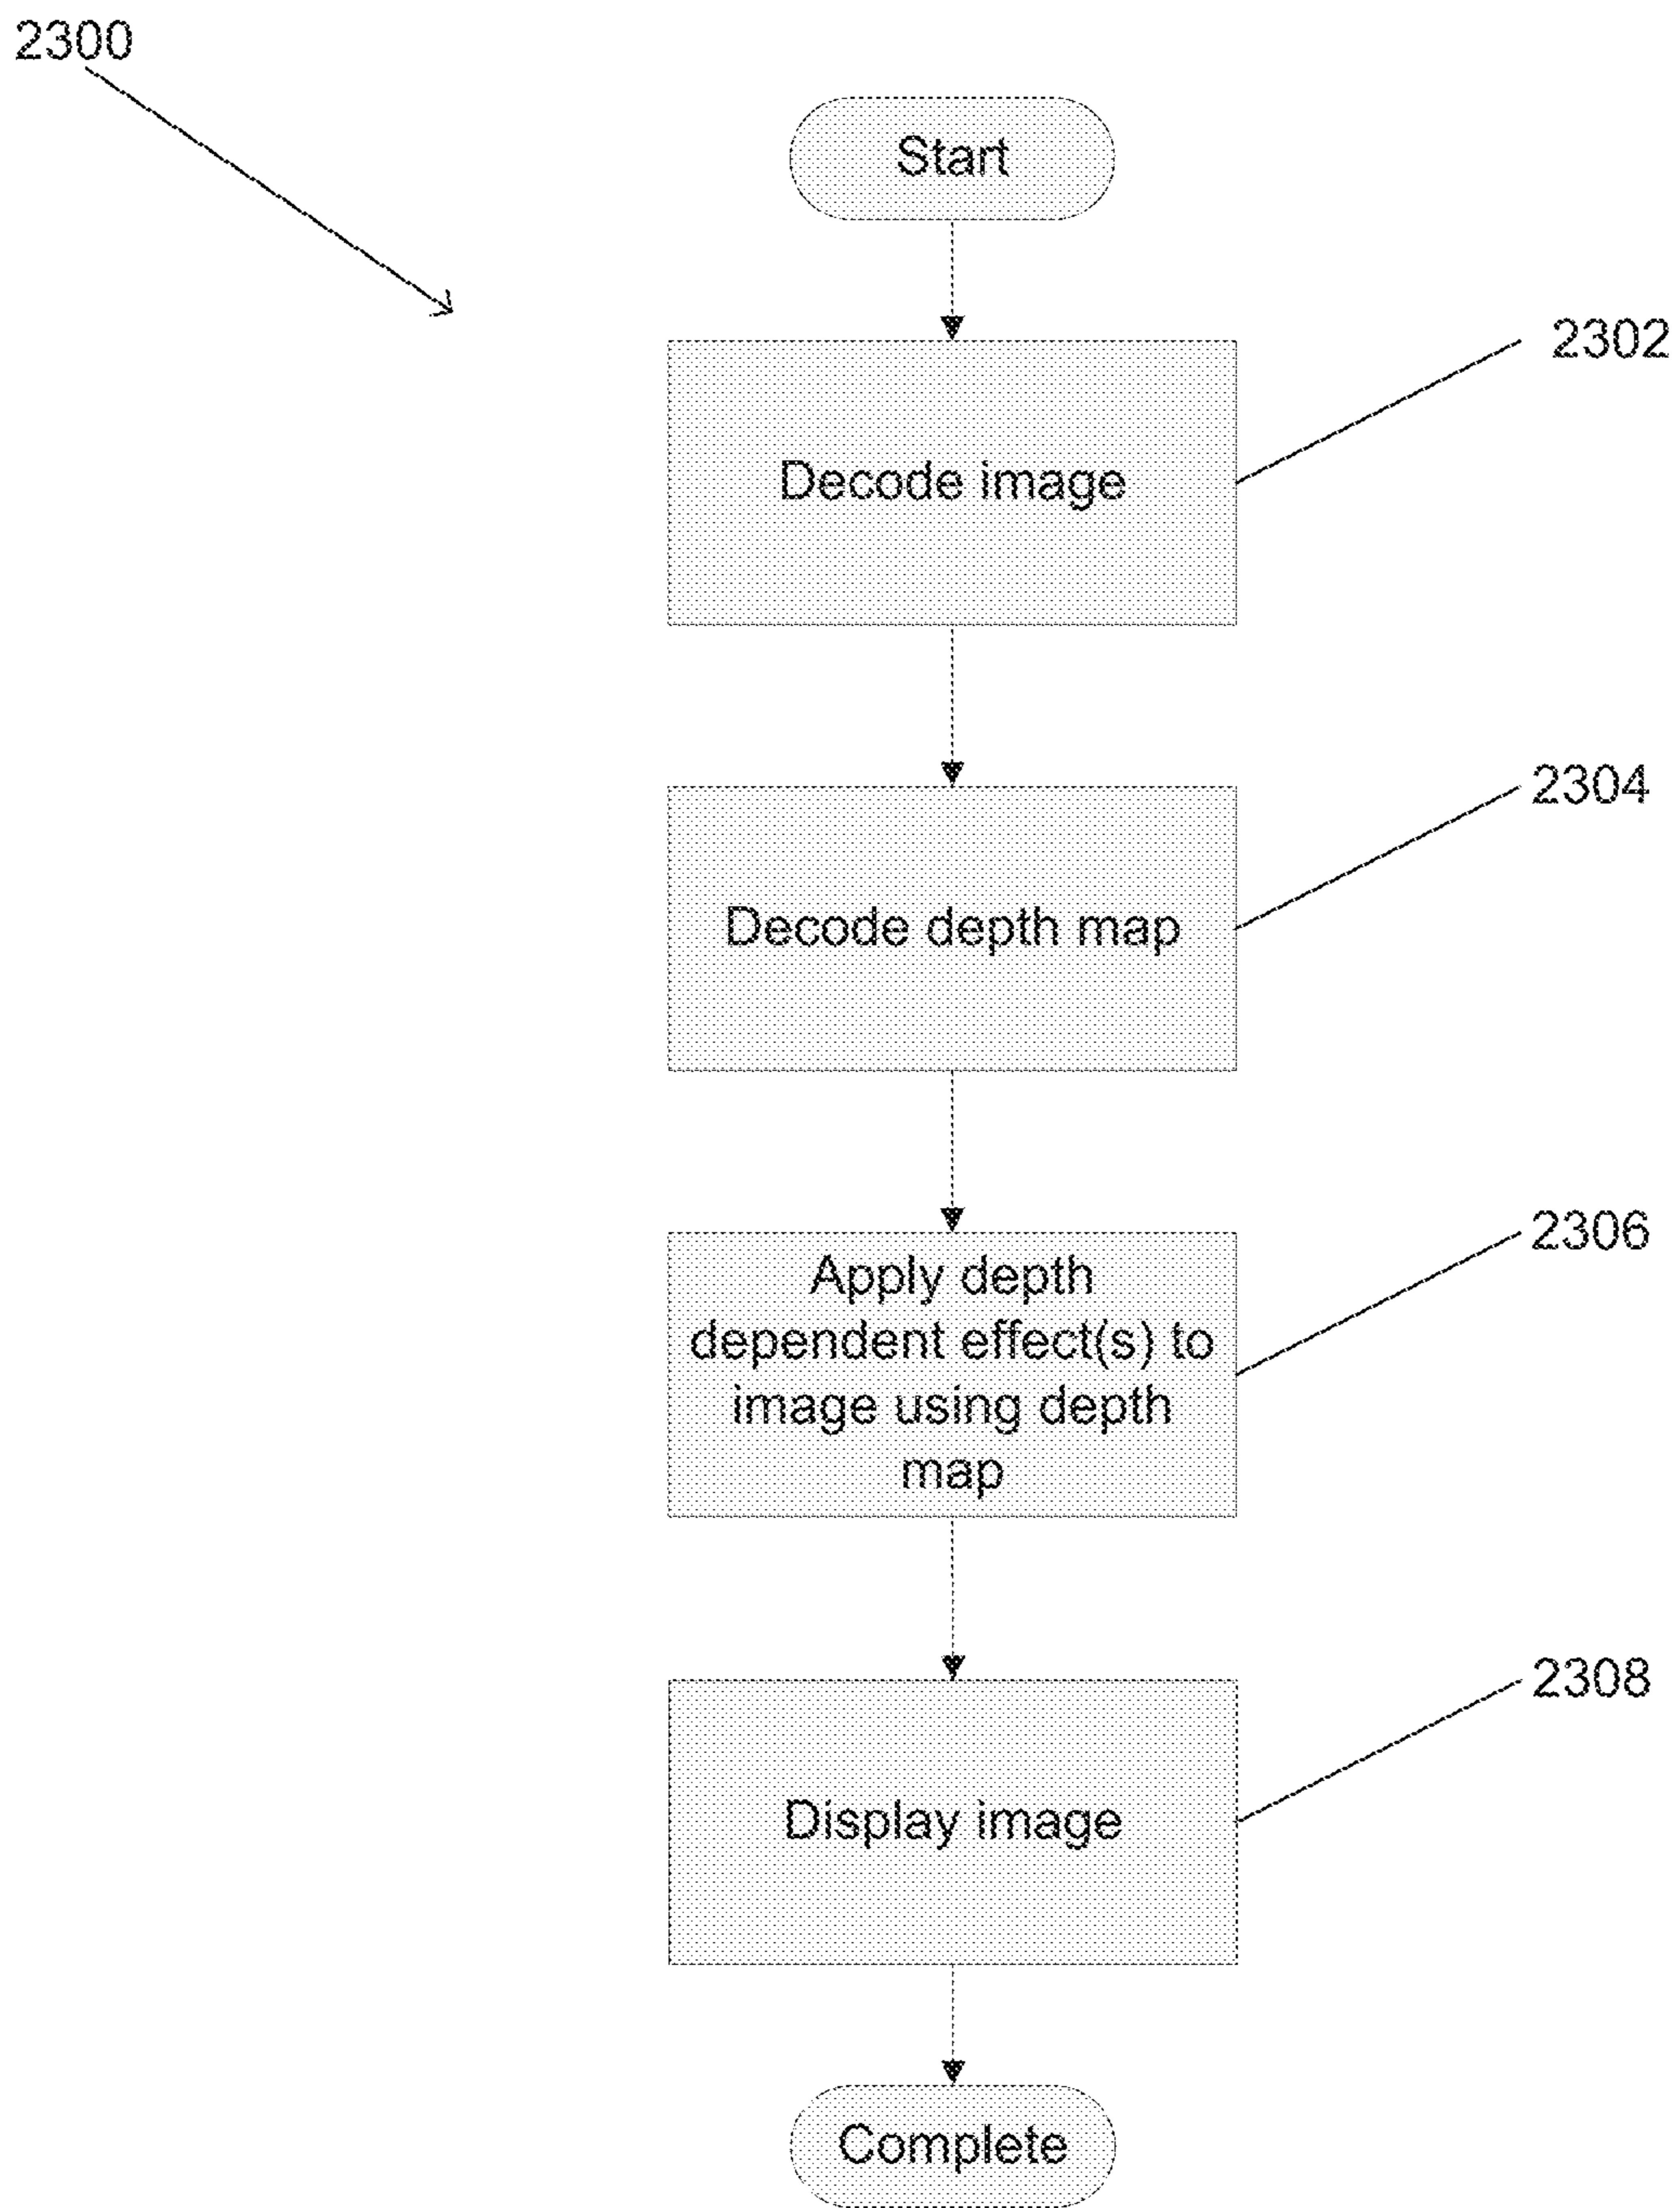 2300
Start
2302
Decode image
2304
Decode depth map
2306
Apply depth
dependent effect(s) to
image using depth
map
2308
Display image
Complete